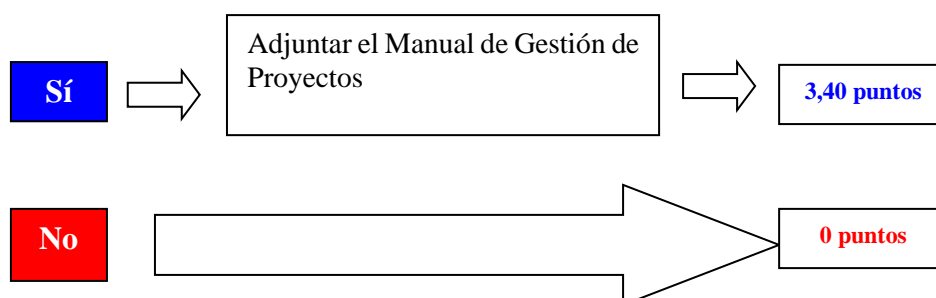 Sí
Adjuntar el Manual de Gestión de
Proyectos
3,40 puntos
No
0 puntos